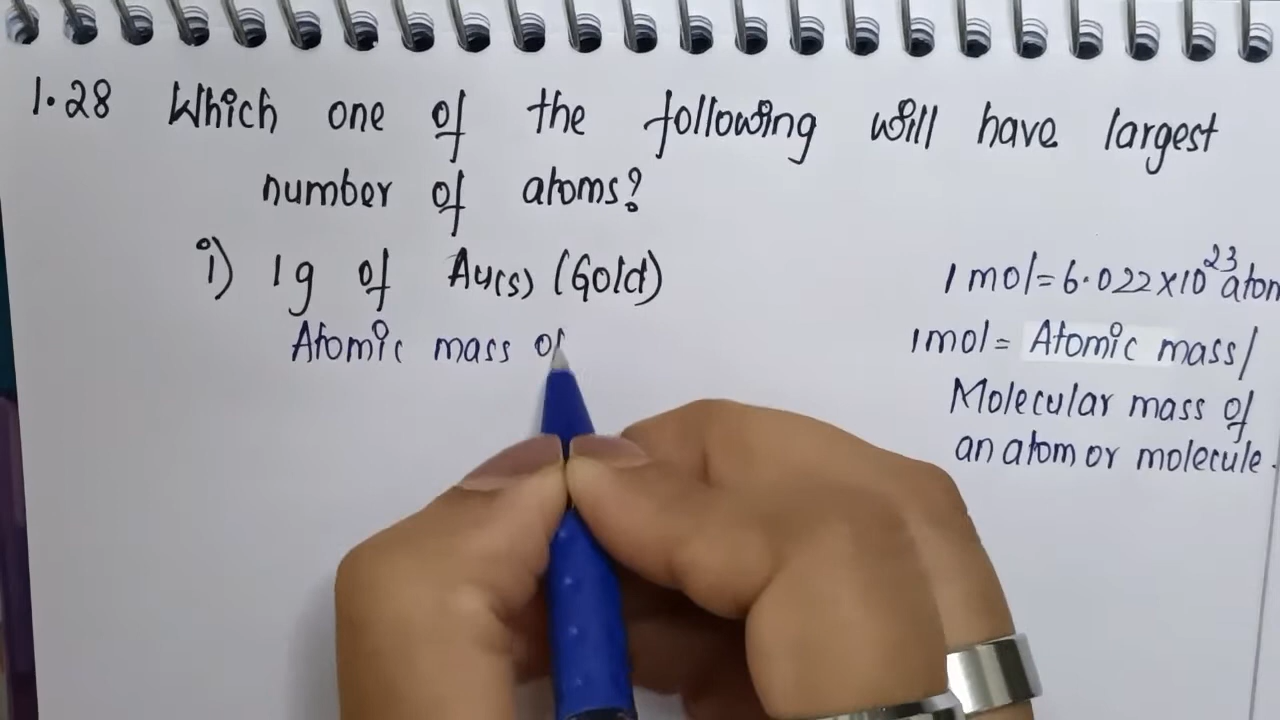 1.28 Which one of the following will have largest
number of atoms?
i) 1g of Au(s) (Gold)
Atomic mass of
1 mol = 6.022×10²³ atom
1 mol = Atomic mass/
Molecular mass of
an atom or molecule.